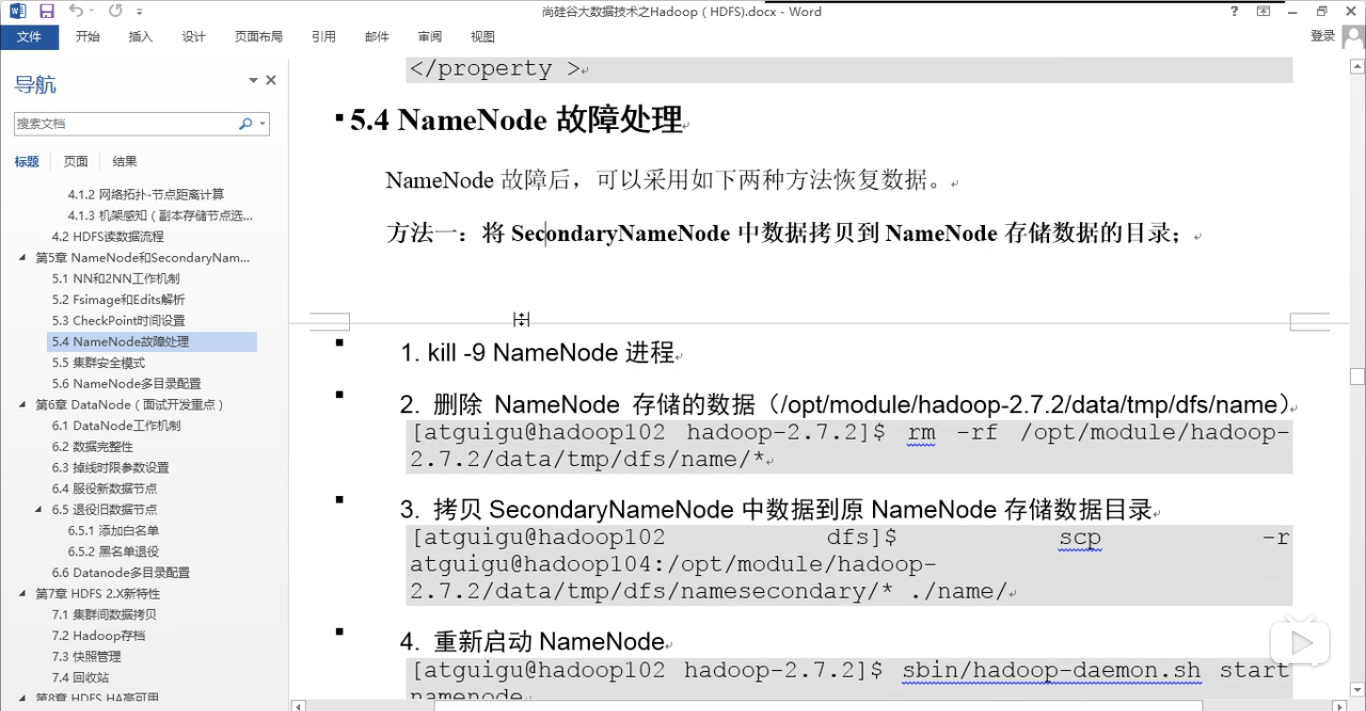 尚硅谷大数据技术之Hadoop（HDFS).docx - Word
文件 开始 插入 设计 页面布局 引用 邮件 审阅 视图 登录
导航
搜索文档
标题 页面 结果
4.1.2 网络拓扑-节点距离计算
4.1.3 机架感知（副本存储节点选...
4.2 HDFS读数据流程
第5章 NameNode和SecondaryNam...
5.1 NN和2NN工作机制
5.2 Fsimage和Edits解析
5.3 CheckPoint时间设置
5.4 NameNode故障处理
5.5 集群安全模式
5.6 NameNode多目录配置
第6章 DataNode（面试开发重点）
6.1 DataNode工作机制
6.2 数据完整性
6.3 掉线时限参数设置
6.4 服役新数据节点
6.5 退役旧数据节点
6.5.1 添加白名单
6.5.2 黑名单退役
6.6 Datanode多目录配置
第7章 HDFS 2.X新特性
7.1 集群间数据拷贝
7.2 Hadoop存档
7.3 快照管理
7.4 回收站
第8章 HDFS HA高可用
</property >
5.4 NameNode 故障处理
NameNode 故障后，可以采用如下两种方法恢复数据。
方法一：将 SecondaryNameNode 中数据拷贝到 NameNode 存储数据的目录；
1. kill -9 NameNode 进程
2. 删除 NameNode 存储的数据（/opt/module/hadoop-2.7.2/data/tmp/dfs/name）
[atguigu@hadoop102 hadoop-2.7.2]$ rm -rf /opt/module/hadoop-
2.7.2/data/tmp/dfs/name/*
3. 拷贝 SecondaryNameNode 中数据到原 NameNode 存储数据目录
[atguigu@hadoop102 dfs]$ scp -r
atguigu@hadoop104:/opt/module/hadoop-
2.7.2/data/tmp/dfs/namesecondary/* ./name/
4. 重新启动 NameNode
[atguigu@hadoop102 hadoop-2.7.2]$ sbin/hadoop-daemon.sh start
namenode